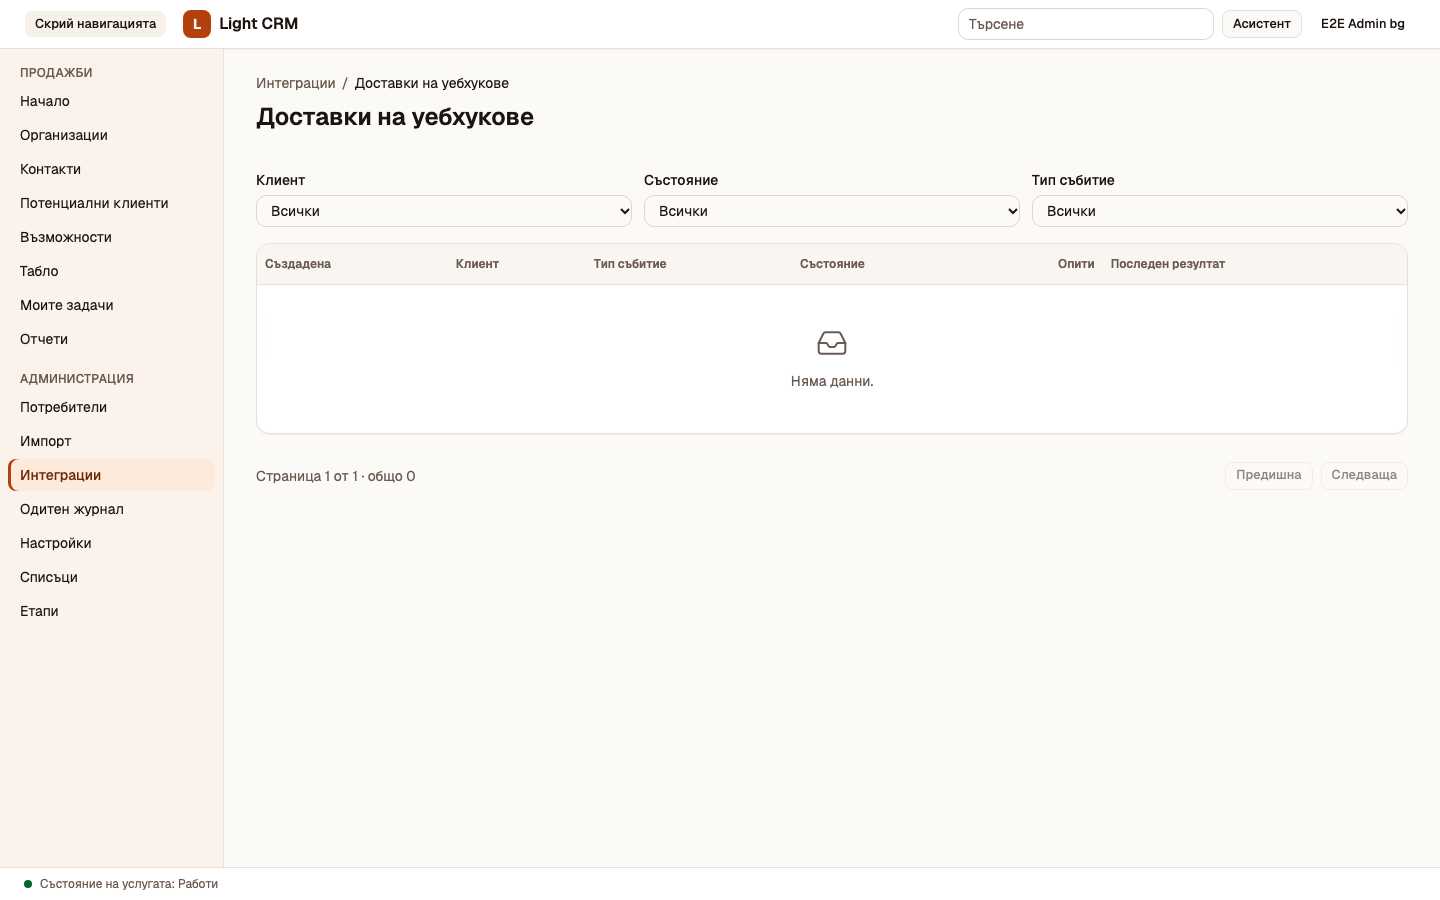 Скрий навигацията
L
Light CRM
Търсене
Асистент
E2E Admin bg
ПРОДАЖБИ
Начало
Организации
Контакти
Потенциални клиенти
Възможности
Табло
Моите задачи
Отчети
АДМИНИСТРАЦИЯ
Потребители
Импорт
Интеграции
Одитен журнал
Настройки
Списъци
Етапи
Интеграции / Доставки на уебхукове
Доставки на уебхукове
Клиент
Състояние
Тип събитие
Всички
Всички
Всички
Създадена
Клиент
Тип събитие
Състояние
Опити
Последен резултат
Няма данни.
Страница 1 от 1 · общо 0
Предишна
Следваща
Състояние на услугата: Работи